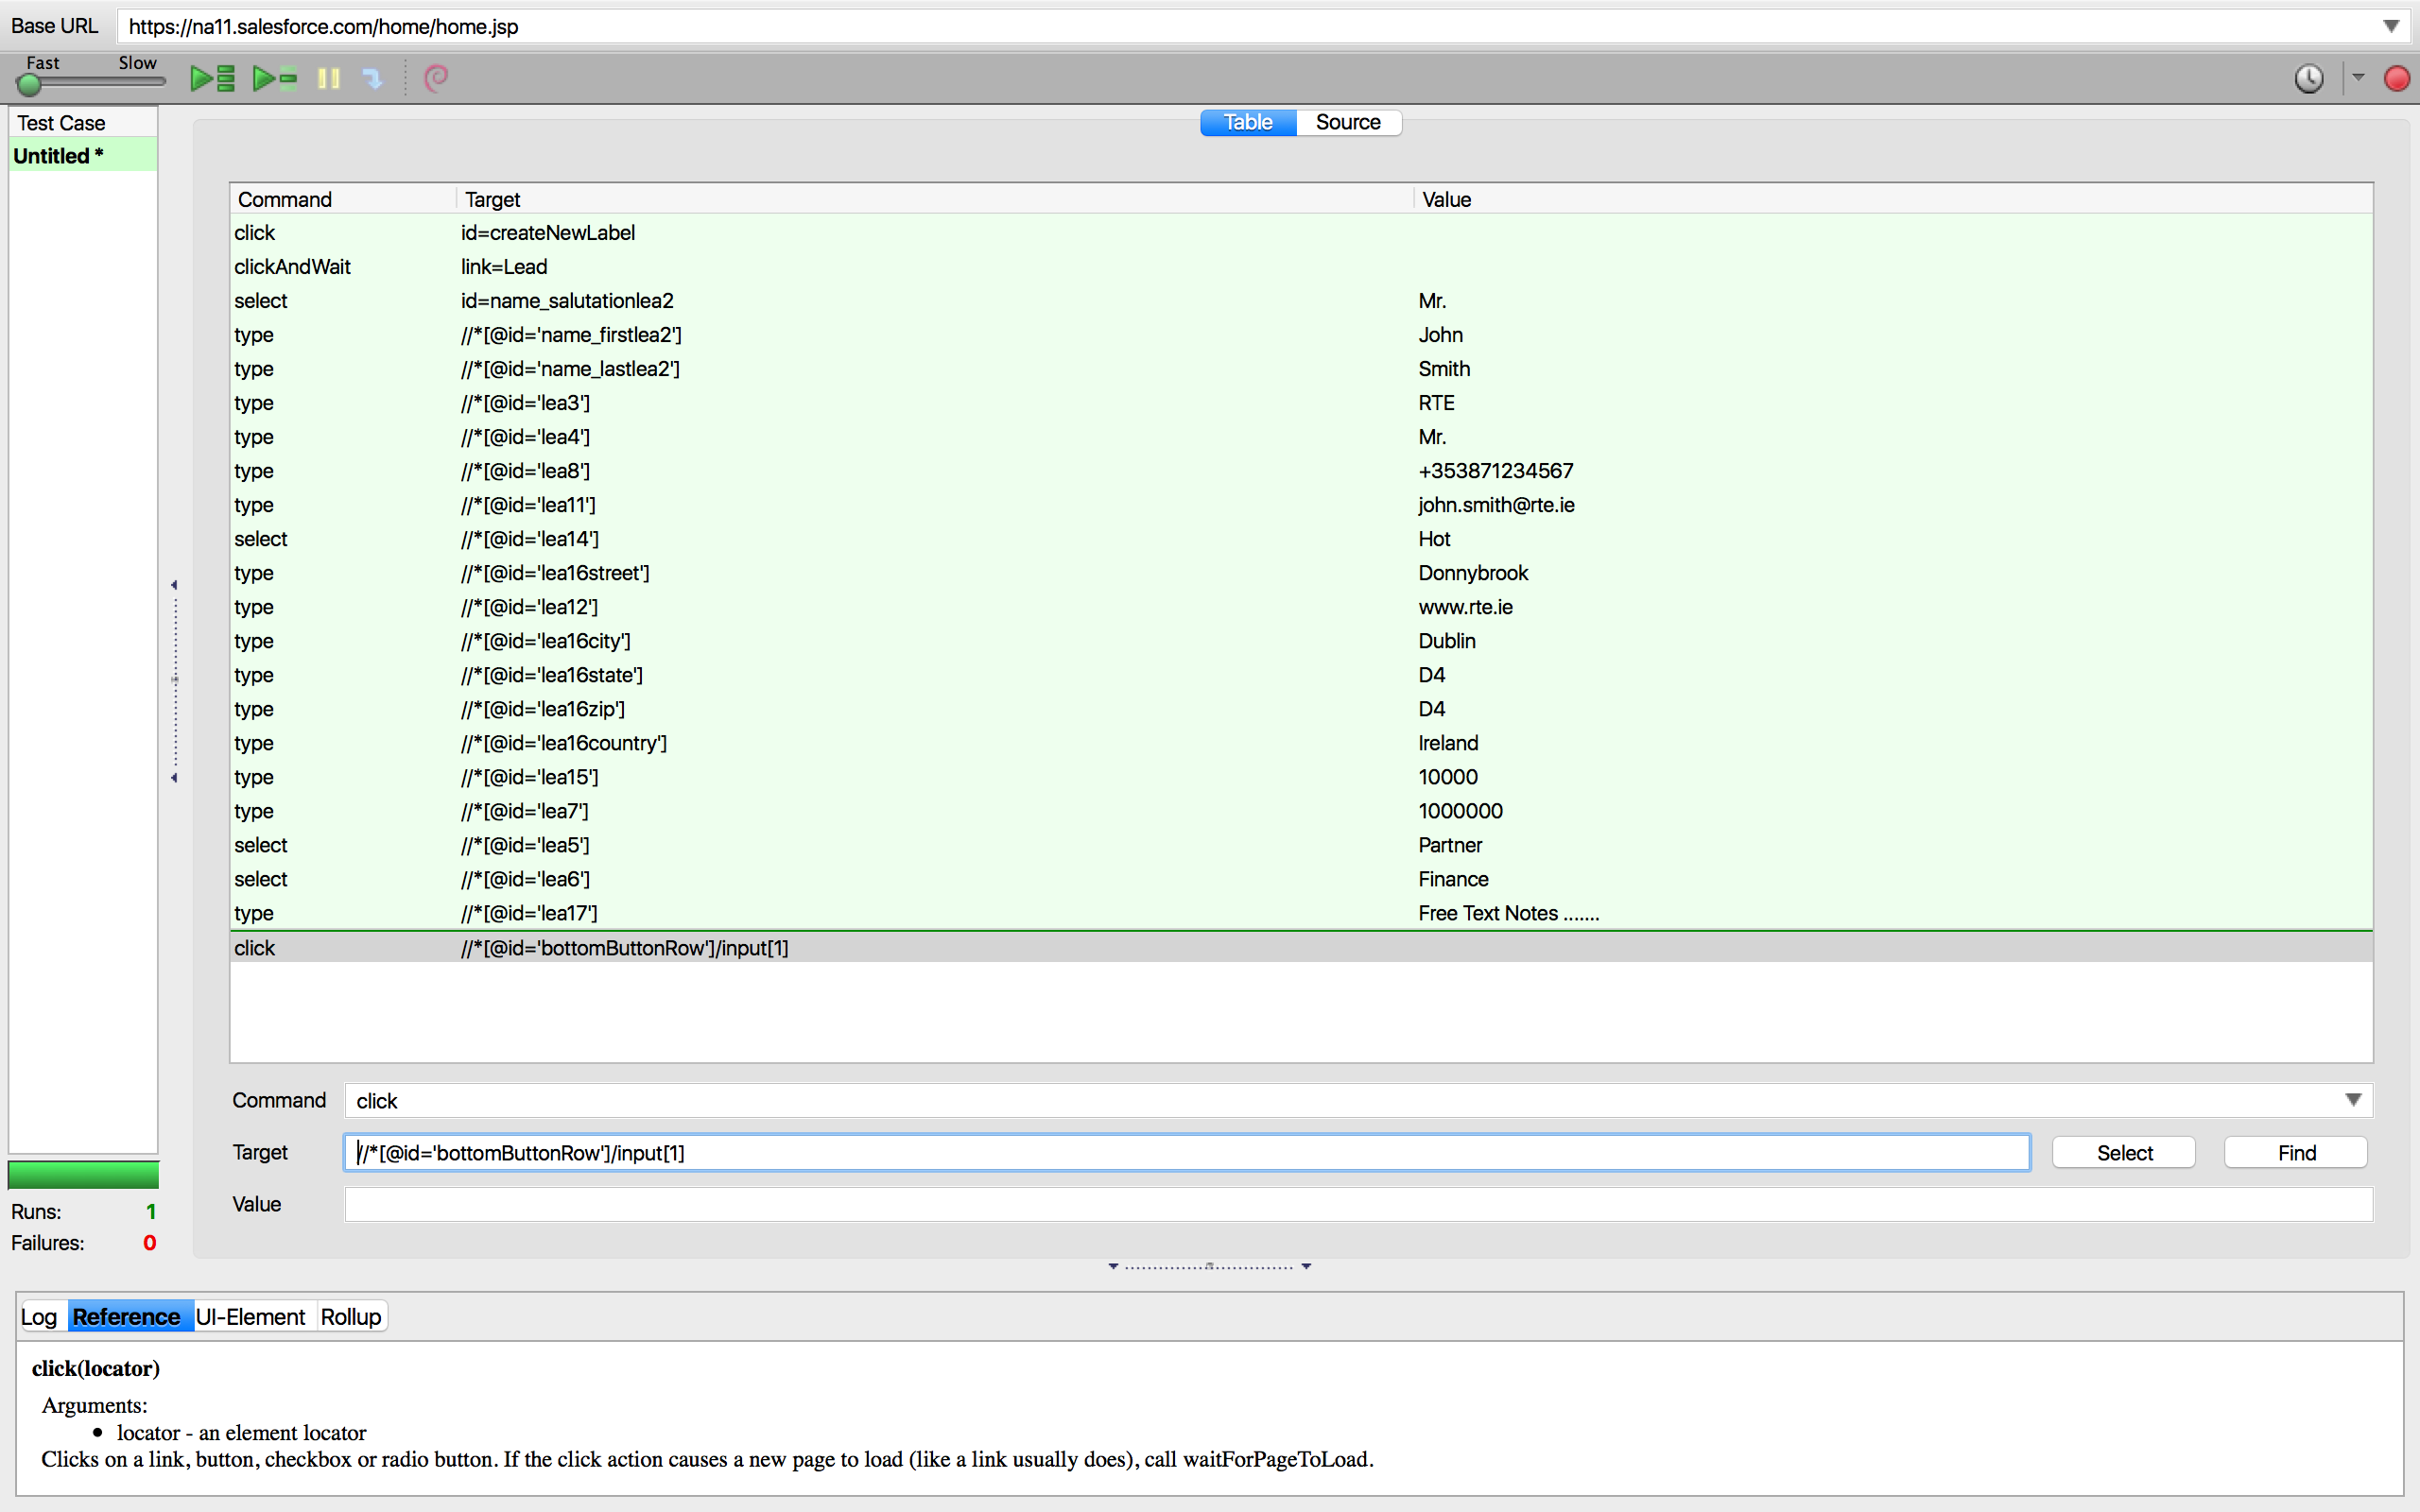 Base URL https://na11.salesforce.com/home/home.jsp
Fast Slow
Table Source
Test Case
Untitled *
Command Target Value
click id=createNewLabel
clickAndWait link=Lead
select id=name_salutationlea2 Mr.
type //*[@id='name_firstlea2'] John
type //*[@id='name_lastlea2'] Smith
type //*[@id='lea3'] RTE
type //*[@id='lea4'] Mr.
type //*[@id='lea8'] +353871234567
type //*[@id='lea11'] john.smith@rte.ie
select //*[@id='lea14'] Hot
type //*[@id='lea16street'] Donnybrook
type //*[@id='lea12'] www.rte.ie
type //*[@id='lea16city'] Dublin
type //*[@id='lea16state'] D4
type //*[@id='lea16zip'] D4
type //*[@id='lea16country'] Ireland
type //*[@id='lea15'] 10000
type //*[@id='lea7'] 1000000
select //*[@id='lea5'] Partner
select //*[@id='lea6'] Finance
type //*[@id='lea17'] Free Text Notes .......
click //*[@id='bottomButtonRow']/input[1]
Command click
Target //*[@id='bottomButtonRow']/input[1] Select Find
Value
Runs: 1
Failures: 0
Log Reference UI-Element Rollup
click(locator)
Arguments:
• locator - an element locator
Clicks on a link, button, checkbox or radio button. If the click action causes a new page to load (like a link usually does), call waitForPageToLoad.